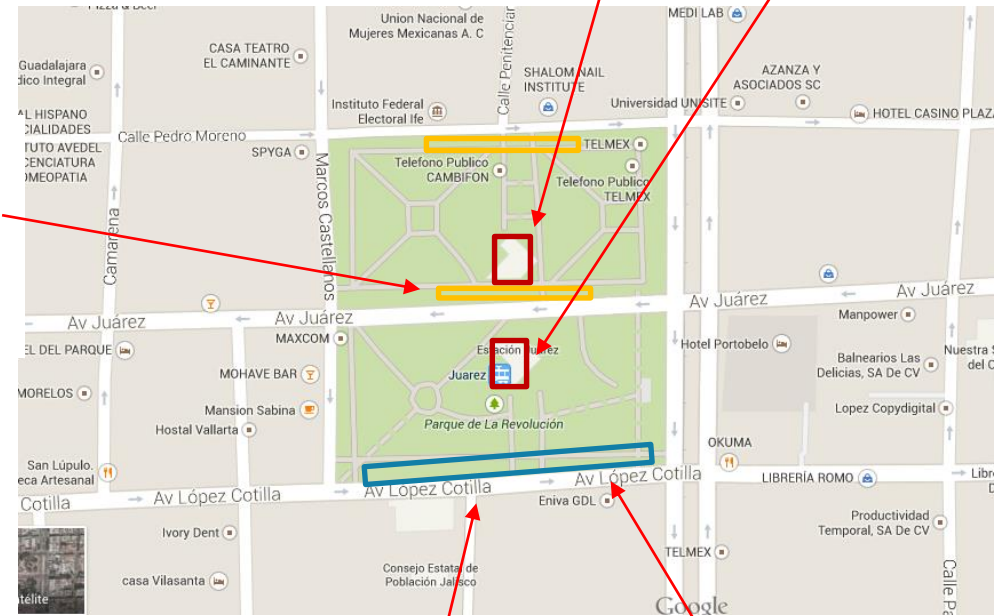 Pizza & Beer
Union Nacional de
Mujeres Mexicanas A. C
MEDI LAB
CASA TEATRO
EL CAMINANTE
Calle Penitenciar
Guadalajara
dico Integral
SHALOM NAIL
INSTITUTE
AZANZA Y
ASOCIADOS SC
Instituto Federal
Electoral Ife
Universidad UNISITE
HOTEL CASINO PLAZA
AL HISPANO
CIALIDADES
TUTO AVEDEL
CENCIATURA
OMEOPATIA
Calle Pedro Moreno
SPYGA
TELMEX
Marcos Castellanos
Telefono Publico
CAMBIFON
Telefono Publico
TELMEX
Camarena
Av Juárez
Av Juárez
Av Juárez
Av Juárez
MAXCOM
Manpower
EL DEL PARQUE
Estación Juárez
Hotel Portobelo
Juarez
MOHAVE BAR
Balnearios Las
Delicias, SA De CV
Nuestra S
del C
MORELOS
Mansion Sabina
Parque de La Revolución
Lopez Copydigital
Hostal Vallarta
OKUMA
San Lúpulo.
eca Artesanal
LIBRERÍA ROMO
Libre
Cotilla
Av López Cotilla
Av López Cotilla
Av López Cotilla
Eniva GDL
Ivory Dent
Productividad
Temporal, SA De CV
TELMEX
Consejo Estatal de
Población Jalisco
casa Vilasanta
Calle Pa
télite
Google